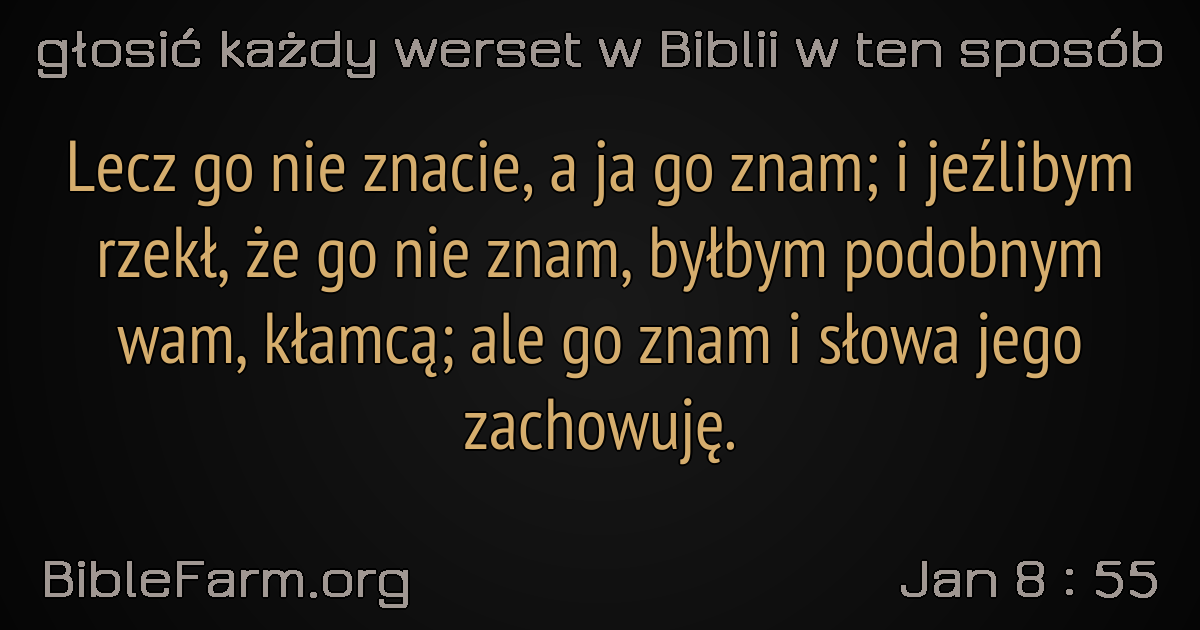 głosić każdy werset w Biblii w ten sposób
Lecz go nie znacie, a ja go znam; i jeźlibym
rzekł, że go nie znam, byłbym podobnym
wam, kłamcą; ale go znam i słowa jego
zachowuję.
BibleFarm.org
Jan 8 : 55